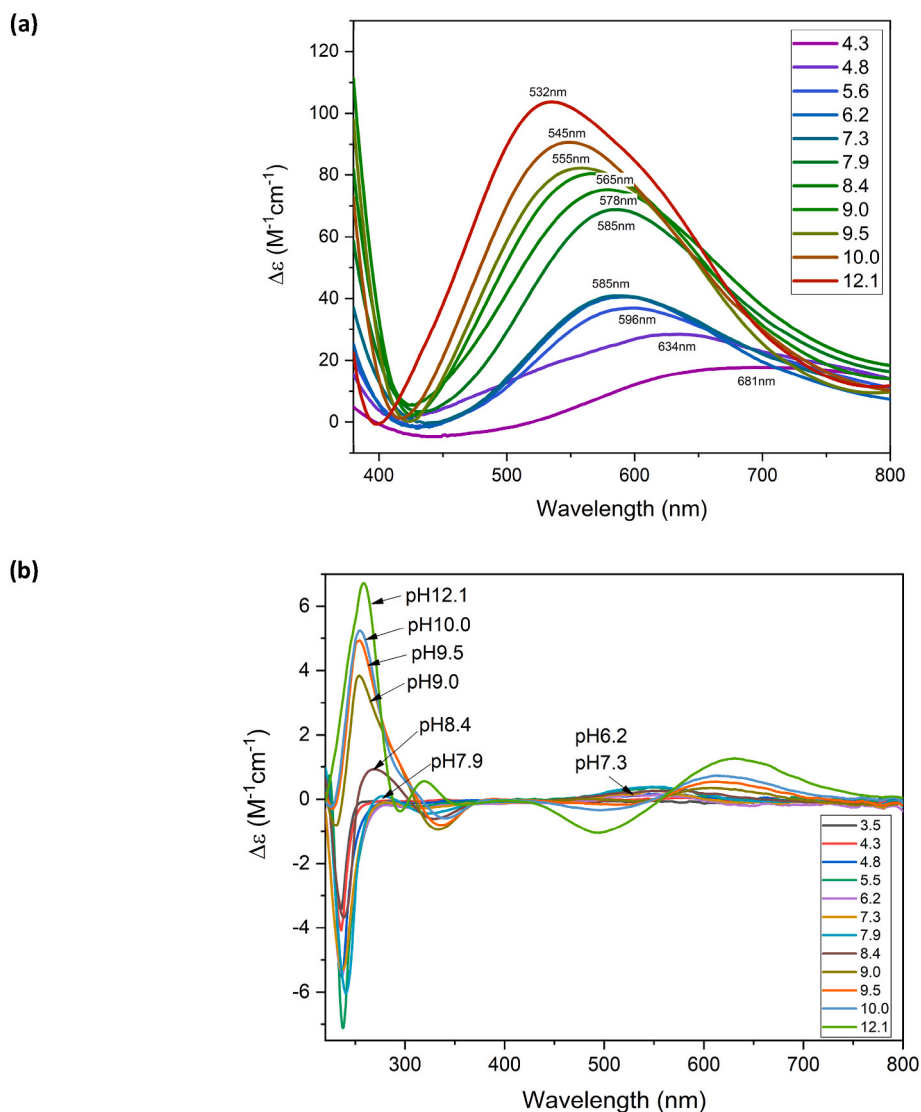 (a)
Δε (M⁻¹cm⁻¹)
120
100
80
60
40
20
0
532nm
545nm
555nm
565nm
578nm
585nm
585nm
596nm
634nm
681nm
4.3
4.8
5.6
6.2
7.3
7.9
8.4
9.0
9.5
10.0
12.1
400 500 600 700 800
Wavelength (nm)
(b)
Δε (M⁻¹cm⁻¹)
6
4
2
0
-2
-4
-6
pH12.1
pH10.0
pH9.5
pH9.0
pH8.4
pH7.9
pH6.2
pH7.3
3.5
4.3
4.8
5.5
6.2
7.3
7.9
8.4
9.0
9.5
10.0
12.1
300 400 500 600 700 800
Wavelength (nm)